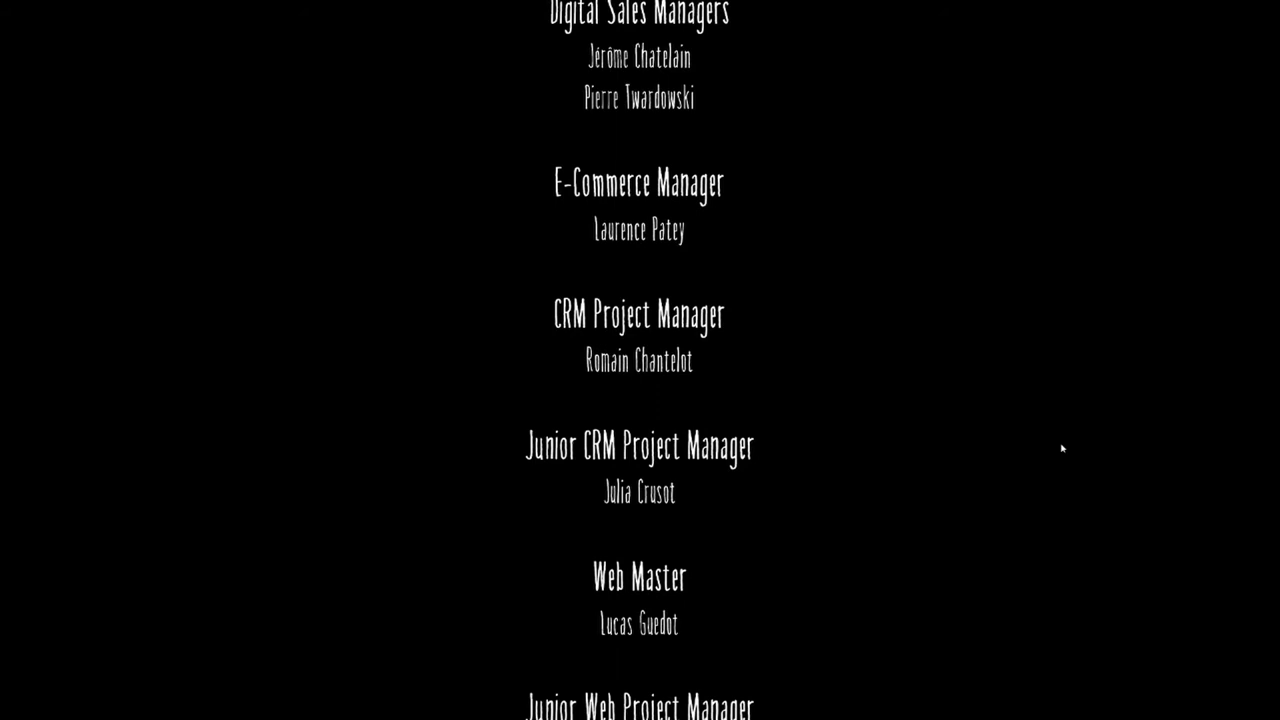 Digital Sales Managers
Jérôme Chatelain
Pierre Twardowski
E-Commerce Manager
Laurence Patey
CRM Project Manager
Romain Chantelot
Junior CRM Project Manager
Julia Crusot
Web Master
Lucas Guedot
Junior Web Project Manager